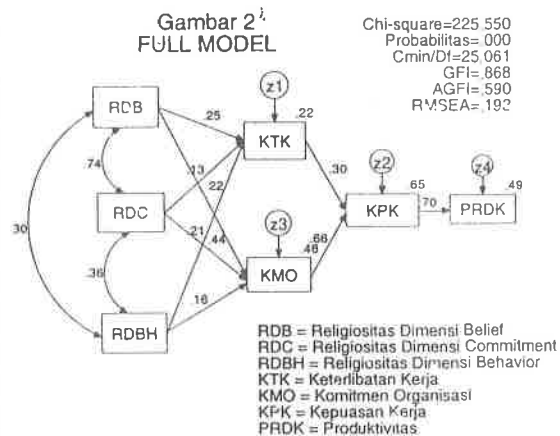 Gambar 2
FULL MODEL
Chi-square=225,550
Probabilitas=,000
Cmin/Df=25,061
GFI=,868
AGFI=,590
RMSEA=,192
z1
.22
RDB
.25
KTK
.74
.13
.22
.30
z2
.65
z4
.49
RDC
KPK
.70
PRDK
30
z3
.21
.44
.66
.46
KMO
.36
.16
RDBH
RDB = Religiositas Dimensi Belief
RDC = Religiositas Dimensi Commitment
RDBH = Religiositas Dimensi Behavior
KTK = Keterlibatan Kerja
KMO = Komitmen Organisasi
KPK = Kepuasan Kerja
PRDK = Produktivitas